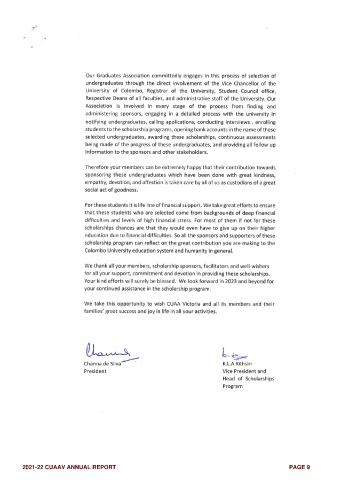 Our Graduates Association committedly engages in this process of selection of
undergraduates through the direct involvement of the Vice Chancellor of the
University of Colombo, Registrar of the University, Student Council office,
Respective Deans of all faculties, and administrative staff of the University. Our
Association is involved in every stage of the process from finding and
administering sponsors, engaging in a detailed process with the university in
notifying undergraduates, calling applications, conducting interviews , enrolling
students to the scholarship programs, opening bank accounts in the name of these
selected undergraduates, awarding these scholarships, continuous assessments
being made of the progress of these undergraduates, and providing all follow up
information to the sponsors and other stakeholders.
Therefore your members can be extremely happy that their contribution towards
sponsoring these undergraduates which have been done with great kindness,
empathy, devotion, and affection is taken care by all of us as custodians of a great
social act of goodness.
For these students it is life line of financial support. We take great efforts to ensure
that these students who are selected come from backgrounds of deep financial
difficulties and levels of high financial stress. For most of them if not for these
scholarships chances are that they would even have to give up on their higher
education due to financial difficulties. So all the sponsors and supporters of these
scholarship program can reflect on the great contribution you are making to the
Colombo University education system and humanity in general.
We thank all your members, scholarship sponsors, facilitators and well-wishers
for all your support, commitment and devotion in providing these scholarships.
Your kind efforts will surely be blessed. We look forward in 2023 and beyond for
your continued assistance in the scholarship program.
We take this opportunity to wish CUAA Victoria and all its members and their
families' great success and joy in life in all your activities.
Channa de Silva
President
K.L.A Kithsiri
Vice President and
Head of Scholarships
Program
2021-22 CUAAV ANNUAL REPORT
PAGE 9